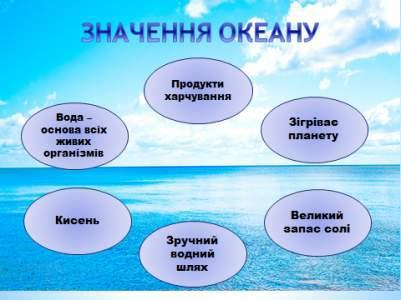 ЗНАЧЕННЯ ОКЕАНУ
Продукти
харчування
Зігріває
планету
Великий
запас солі
Зручний
водний
шлях
Кисень
Вода –
основа всіх
живих
організмів